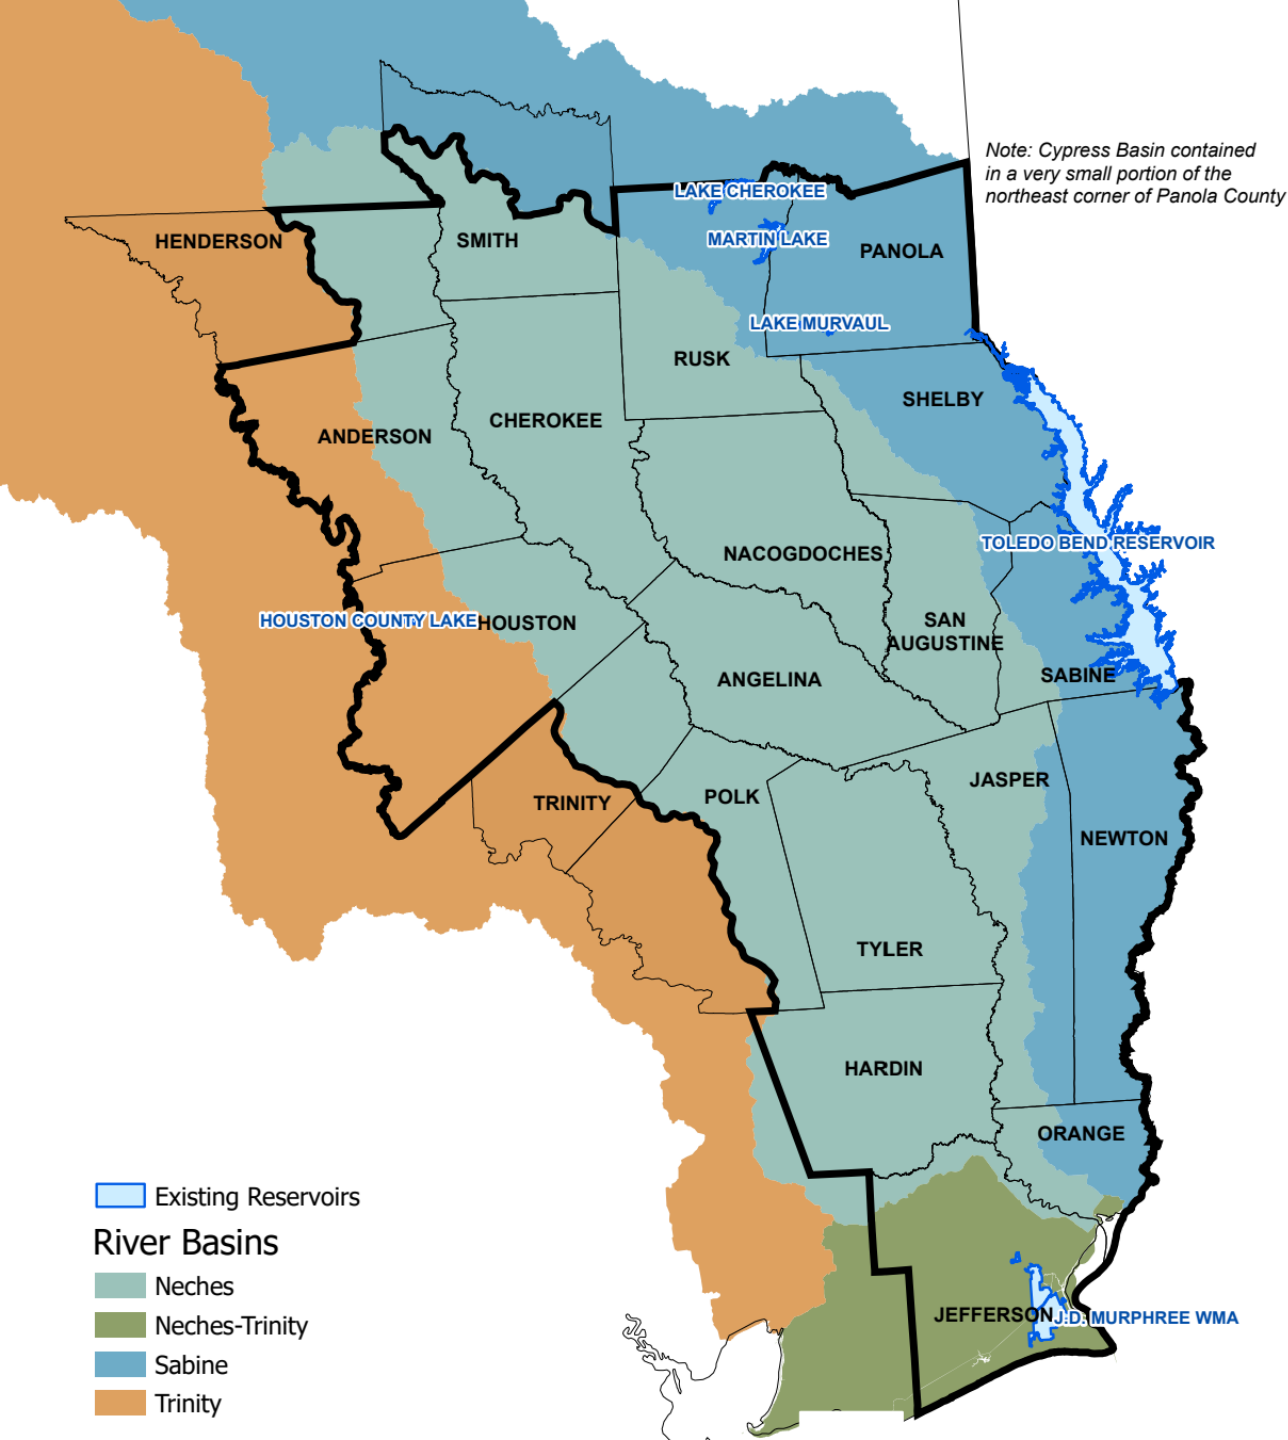 Note: Cypress Basin contained
in a very small portion of the
northeast corner of Panola County
LAKE CHEROKEE
HENDERSON
SMITH
MARTIN LAKE
PANOLA
LAKE MURVAUL
RUSK
SHELBY
CHEROKEE
ANDERSON
TOLEDO BEND RESERVOIR
NACOGDOCHES
HOUSTON COUNTY LAKE
HOUSTON
SAN
AUGUSTINE
SABINE
ANGELINA
JASPER
POLK
TRINITY
NEWTON
TYLER
HARDIN
ORANGE
JEFFERSON
J.D. MURPHREE WMA
Existing Reservoirs
River Basins
Neches
Neches-Trinity
Sabine
Trinity